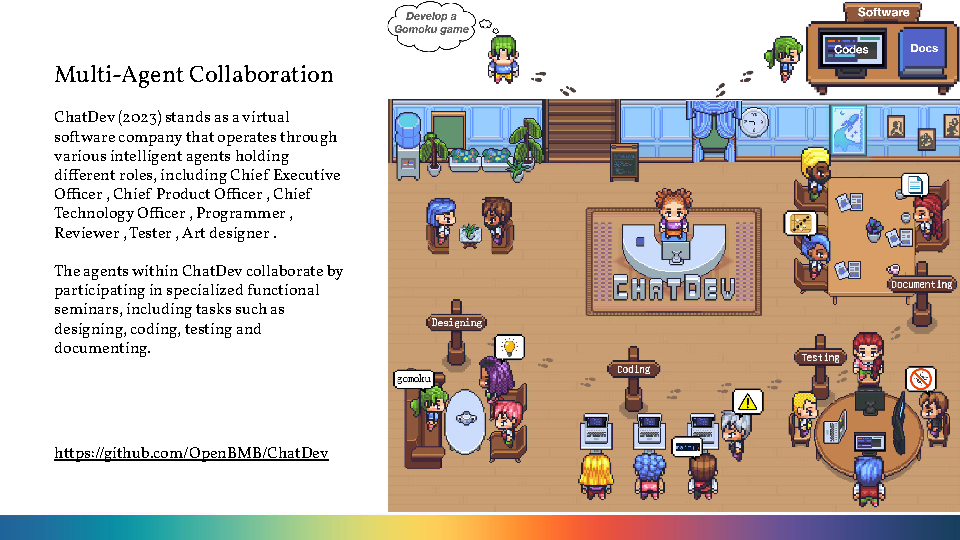 Multi-Agent Collaboration
ChatDev (2023) stands as a virtual
software company that operates through
various intelligent agents holding
different roles, including Chief Executive
Officer , Chief Product Officer , Chief
Technology Officer , Programmer ,
Reviewer , Tester , Art designer .
The agents within ChatDev collaborate by
participating in specialized functional
seminars, including tasks such as
designing, coding, testing and
documenting.
https://github.com/OpenBMB/ChatDev
Develop a
Gomoku game
Software
Codes
Docs
CHATDEV
Documenting
Designing
gomoku
Coding
Testing